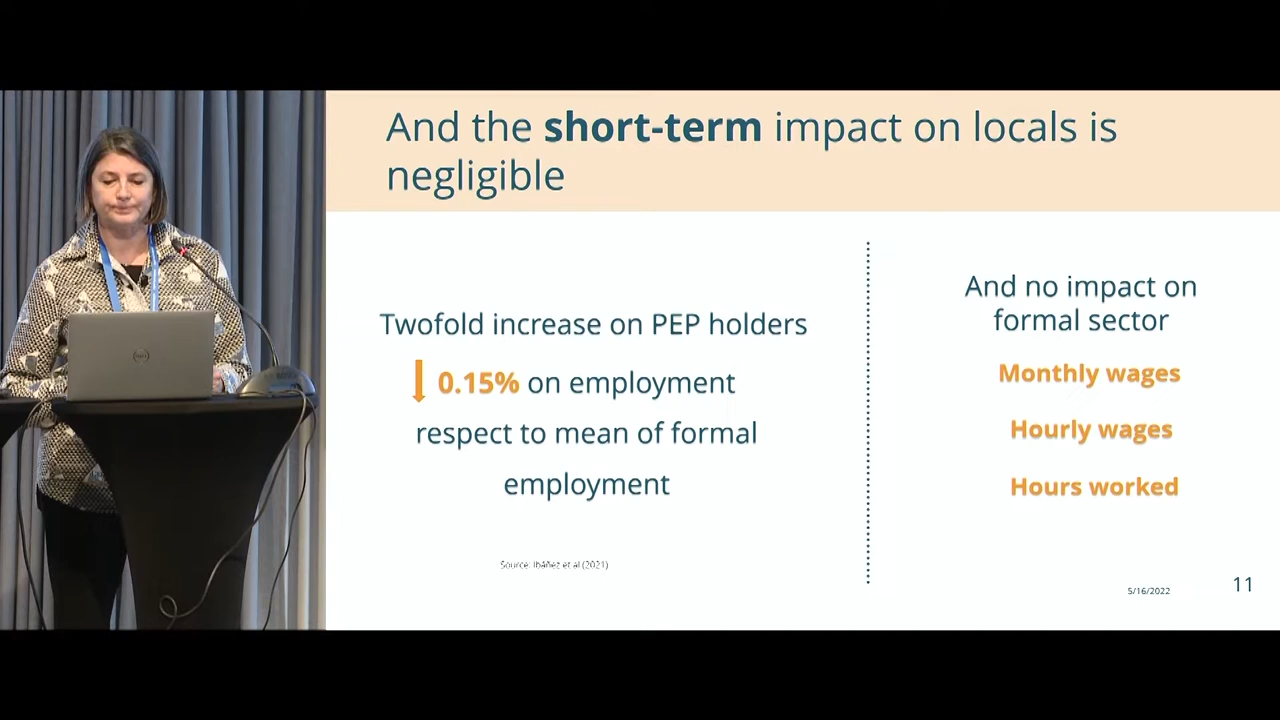 And the short-term impact on locals is
negligible
Twofold increase on PEP holders
0.15% on employment
respect to mean of formal
employment
Source: Ibáñez et al (2021)
And no impact on
formal sector
Monthly wages
Hourly wages
Hours worked
5/16/2022
11
DELL